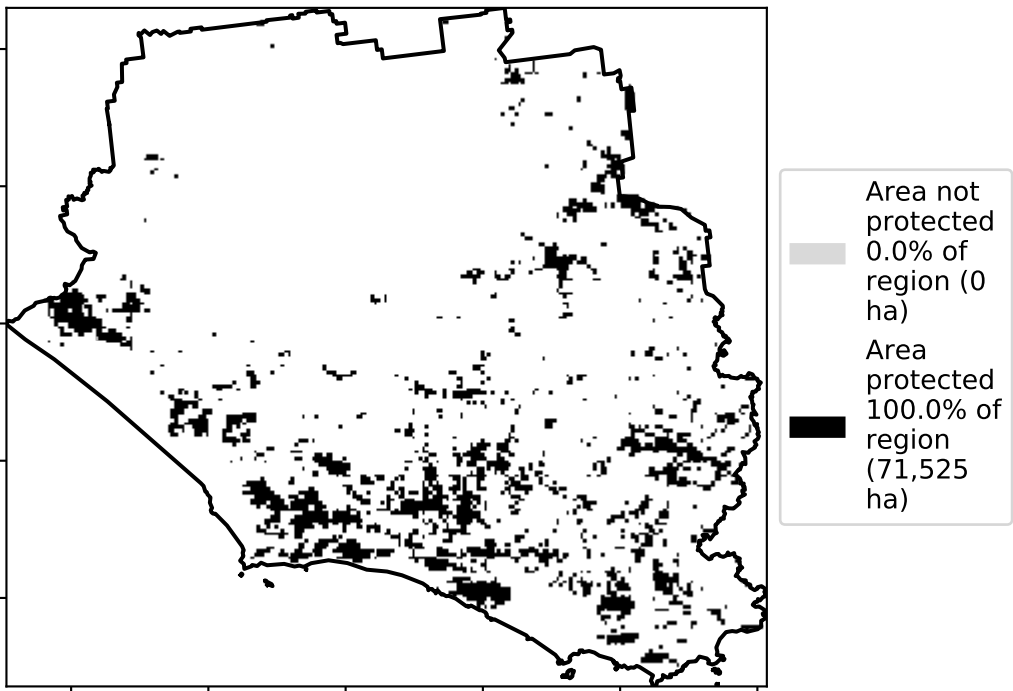 Area not
protected
0.0% of
region (0
ha)
Area
protected
100.0% of
region
(71,525
ha)